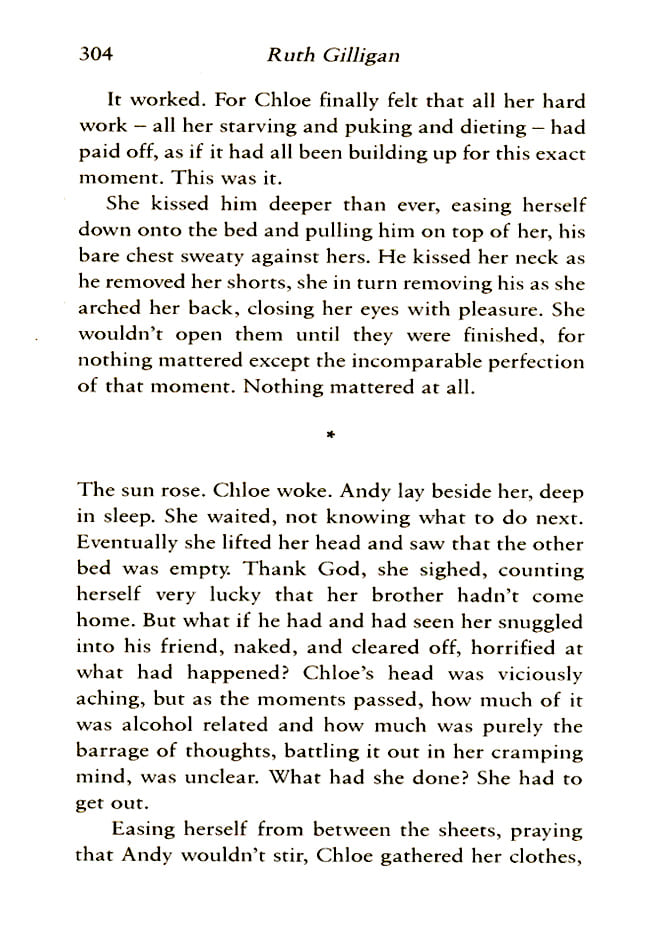 304 Ruth Gilligan
It worked. For Chloe finally felt that all her hard
work – all her starving and puking and dieting – had
paid off, as if it had all been building up for this exact
moment. This was it.
She kissed him deeper than ever, easing herself
down onto the bed and pulling him on top of her, his
bare chest sweaty against hers. He kissed her neck as
he removed her shorts, she in turn removing his as she
arched her back, closing her eyes with pleasure. She
wouldn't open them until they were finished, for
nothing mattered except the incomparable perfection
of that moment. Nothing mattered at all.
*
The sun rose. Chloe woke. Andy lay beside her, deep
in sleep. She waited, not knowing what to do next.
Eventually she lifted her head and saw that the other
bed was empty. Thank God, she sighed, counting
herself very lucky that her brother hadn't come
home. But what if he had and had seen her snuggled
into his friend, naked, and cleared off, horrified at
what had happened? Chloe's head was viciously
aching, but as the moments passed, how much of it
was alcohol related and how much was purely the
barrage of thoughts, battling it out in her cramping
mind, was unclear. What had she done? She had to
get out.
Easing herself from between the sheets, praying
that Andy wouldn't stir, Chloe gathered her clothes,